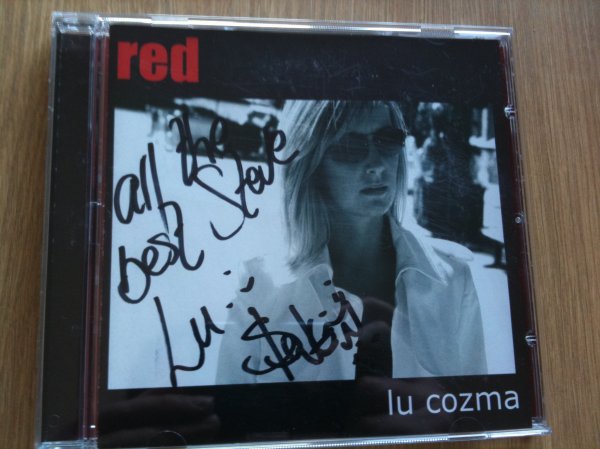 red
all the
best Steve
Lu
lu cozma